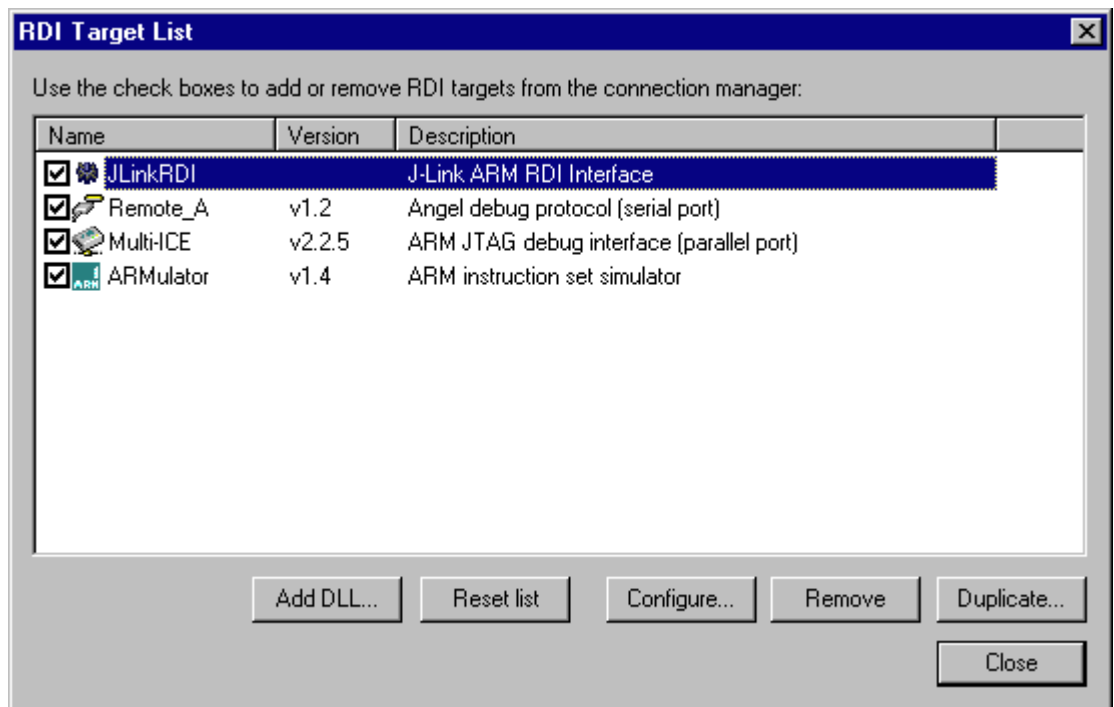 RDI Target List
Use the check boxes to add or remove RDI targets from the connection manager:
Name Version Description
JLinkRDI J-Link ARM RDI Interface
Remote_A v1.2 Angel debug protocol (serial port)
Multi-ICE v2.2.5 ARM JTAG debug interface (parallel port)
ARMulator v1.4 ARM instruction set simulator
Add DLL... Reset list Configure... Remove Duplicate...
Close